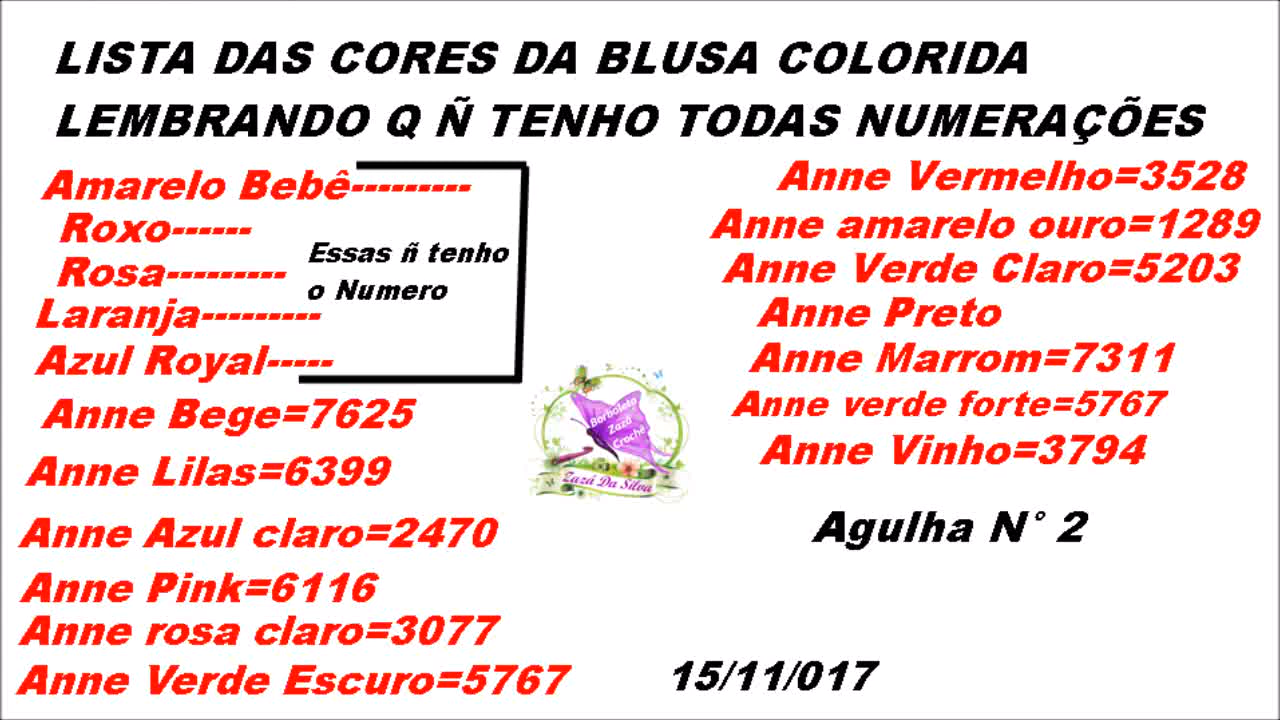 LISTA DAS CORES DA BLUSA COLORIDA
LEMBRANDO Q Ñ TENHO TODAS NUMERAÇÕES
Amarelo Bebê---------
Roxo------
Rosa---------
Laranja---------
Azul Royal-----
Essas ñ tenho
o Numero
Anne Bege=7625
Anne Lilas=6399
Anne Azul claro=2470
Anne Pink=6116
Anne rosa claro=3077
Anne Verde Escuro=5767
Anne Vermelho=3528
Anne amarelo ouro=1289
Anne Verde Claro=5203
Anne Preto
Anne Marrom=7311
Anne verde forte=5767
Anne Vinho=3794
Borboleta
Zazá
Crochê
Zazá Da Silva
Agulha N° 2
15/11/017